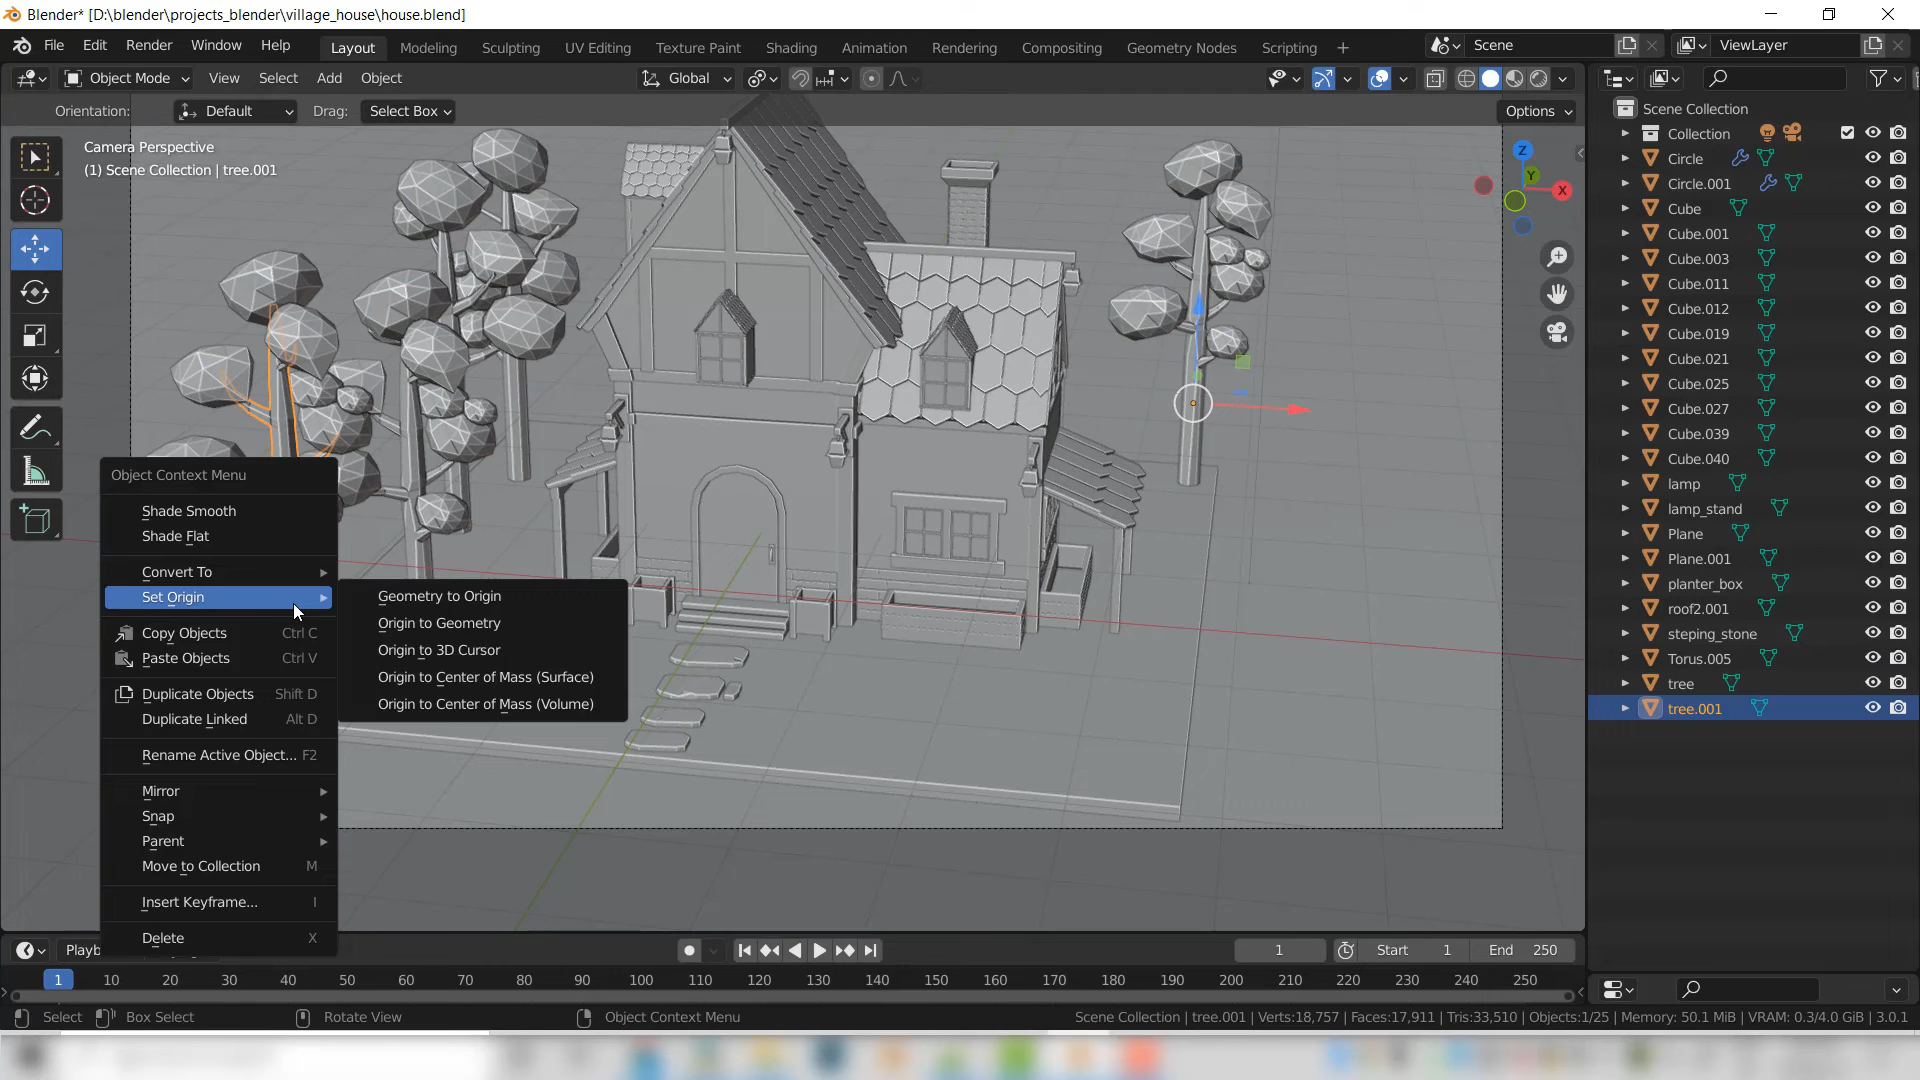 Blender* [D:\blender\projects_blender\village_house\house.blend]
File Edit Render Window Help Layout Modeling Sculpting UV Editing Texture Paint Shading Animation Rendering Compositing Geometry Nodes Scripting + Scene ViewLayer
Object Mode View Select Add Object Global
Orientation: Default Drag: Select Box Options
Camera Perspective
(1) Scene Collection | tree.001
Z
Y
X
Object Context Menu
Shade Smooth
Shade Flat
Convert To
Set Origin
Copy Objects Ctrl C
Paste Objects Ctrl V
Duplicate Objects Shift D
Duplicate Linked Alt D
Rename Active Object... F2
Mirror
Snap
Parent
Move to Collection M
Insert Keyframe... I
Delete X
Geometry to Origin
Origin to Geometry
Origin to 3D Cursor
Origin to Center of Mass (Surface)
Origin to Center of Mass (Volume)
Scene Collection
Collection
Circle
Circle.001
Cube
Cube.001
Cube.003
Cube.011
Cube.012
Cube.019
Cube.021
Cube.025
Cube.027
Cube.039
Cube.040
lamp
lamp_stand
Plane
Plane.001
planter_box
roof2.001
steping_stone
Torus.005
tree
tree.001
Playb 1 Start 1 End 250
1 10 20 30 40 50 60 70 80 90 100 110 120 130 140 150 160 170 180 190 200 210 220 230 240 250
Select Box Select Rotate View Object Context Menu Scene Collection | tree.001 | Verts:18,757 | Faces:17,911 | Tris:33,510 | Objects:1/25 | Memory: 50.1 MiB | VRAM: 0.3/4.0 GiB | 3.0.1